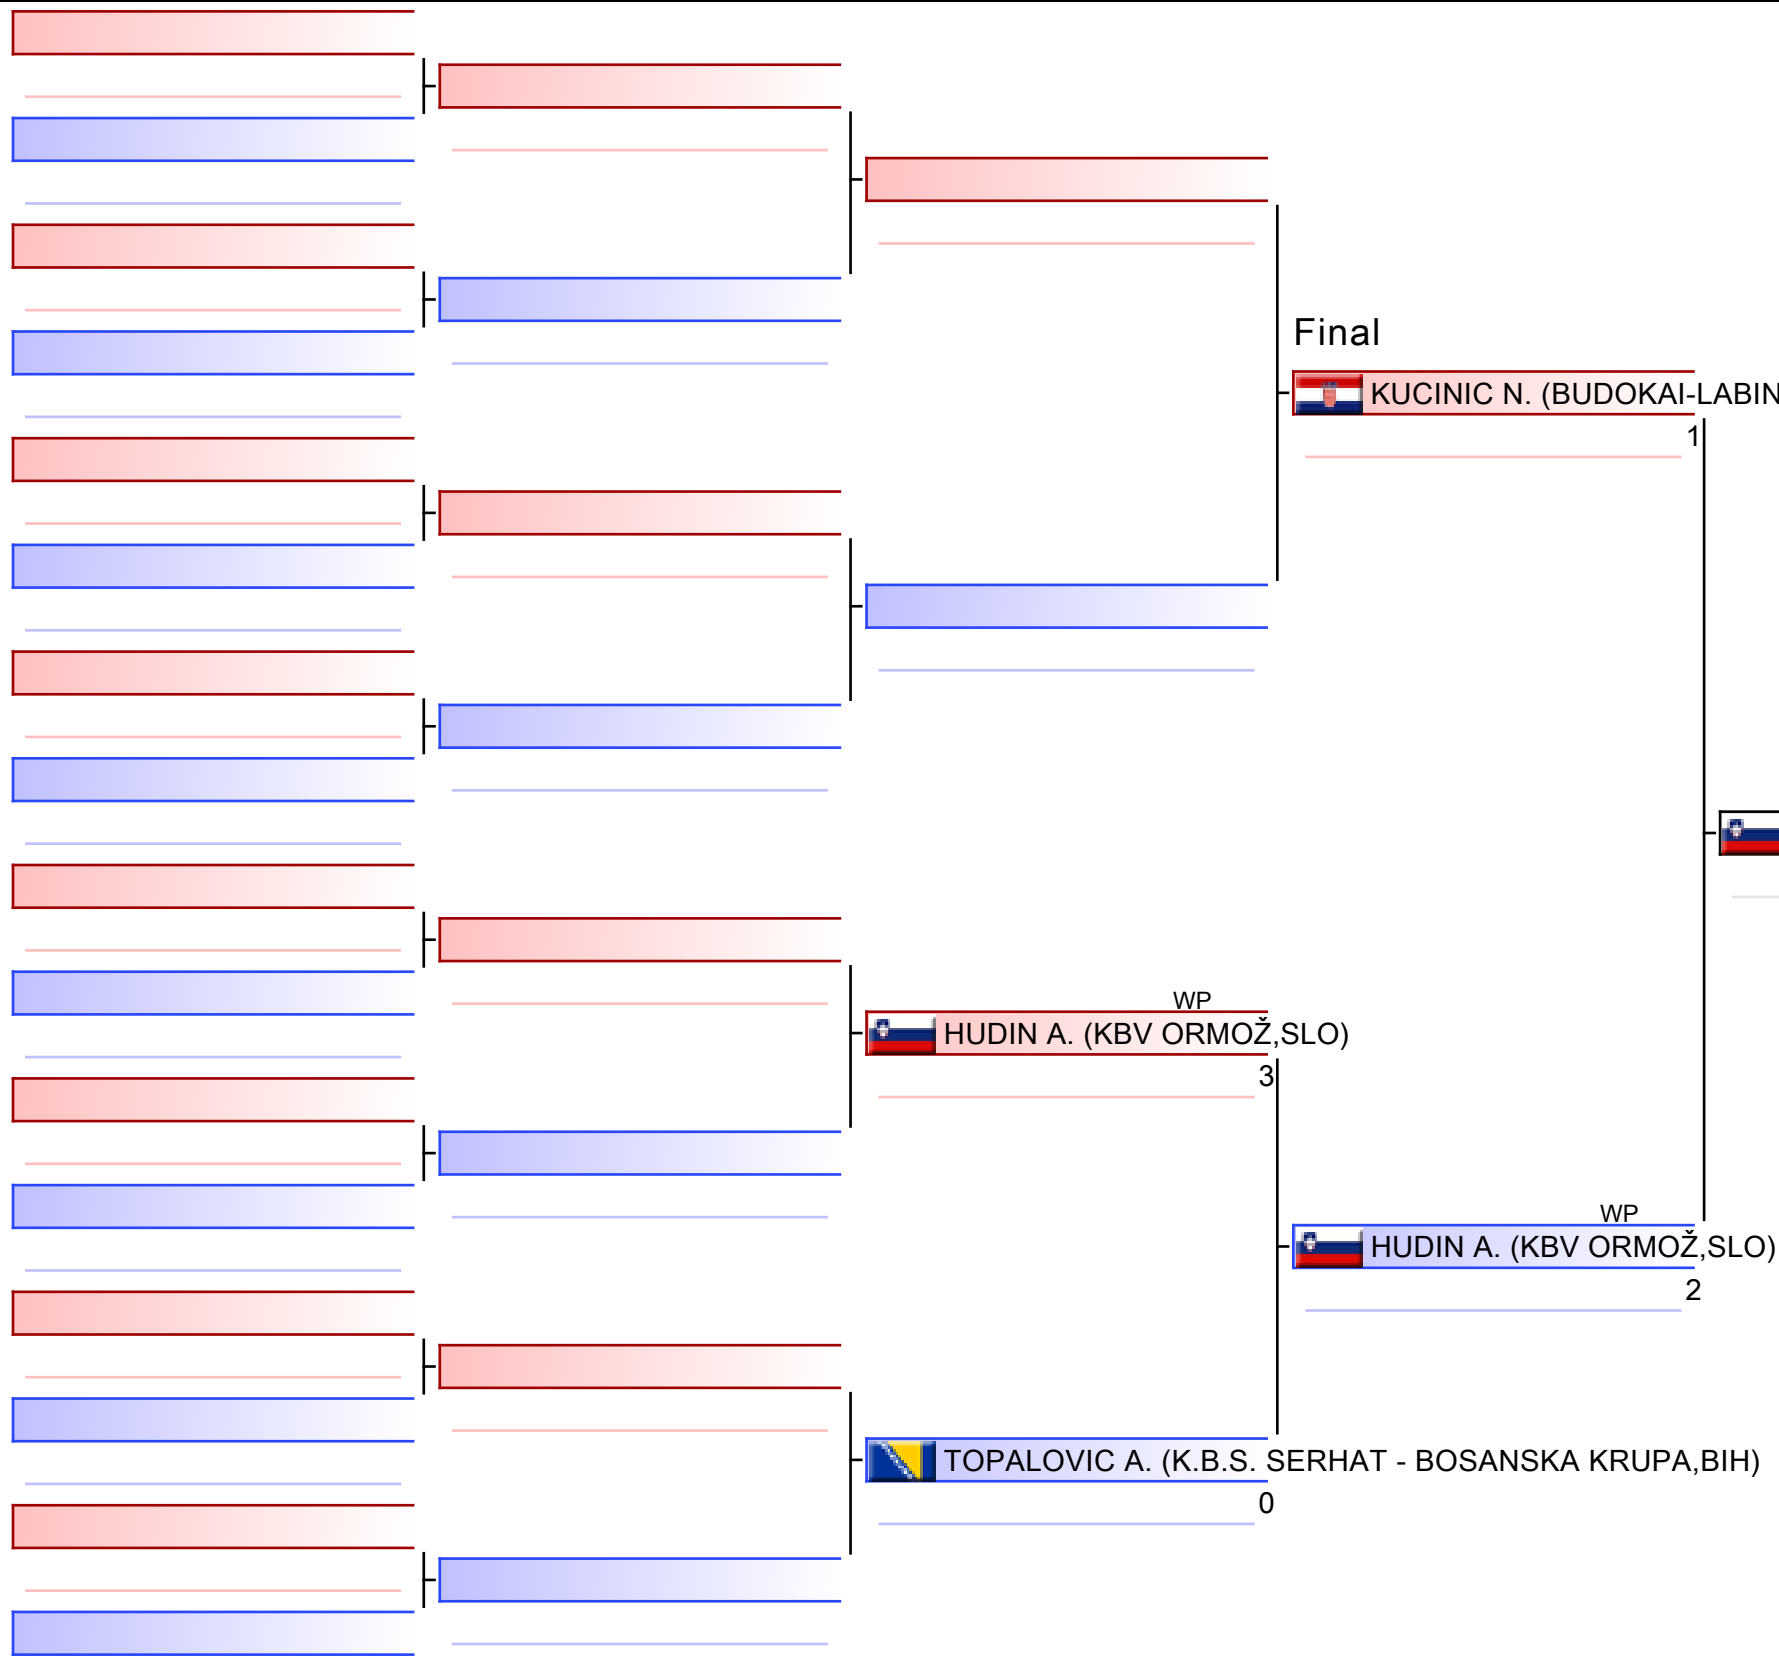 Final
KUCINIC N. (BUDOKAI-LABIN
1
WP
HUDIN A. (KBV ORMOŽ,SLO)
3
WP
HUDIN A. (KBV ORMOŽ,SLO)
2
TOPALOVIC A. (K.B.S. SERHAT - BOSANSKA KRUPA,BIH)
0